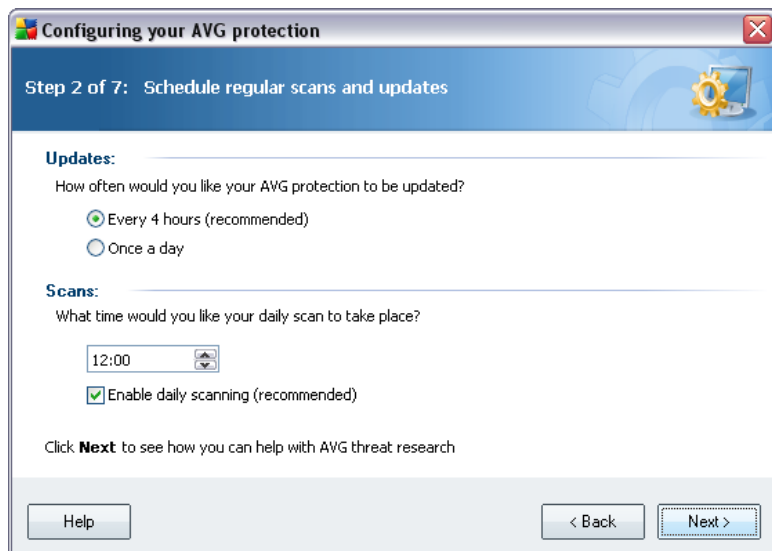 Configuring your AVG protection
Step 2 of 7: Schedule regular scans and updates
Updates:
How often would you like your AVG protection to be updated?
Every 4 hours (recommended)
Once a day
Scans:
What time would you like your daily scan to take place?
12:00
Enable daily scanning (recommended)
Click Next to see how you can help with AVG threat research
Help
< Back
Next >